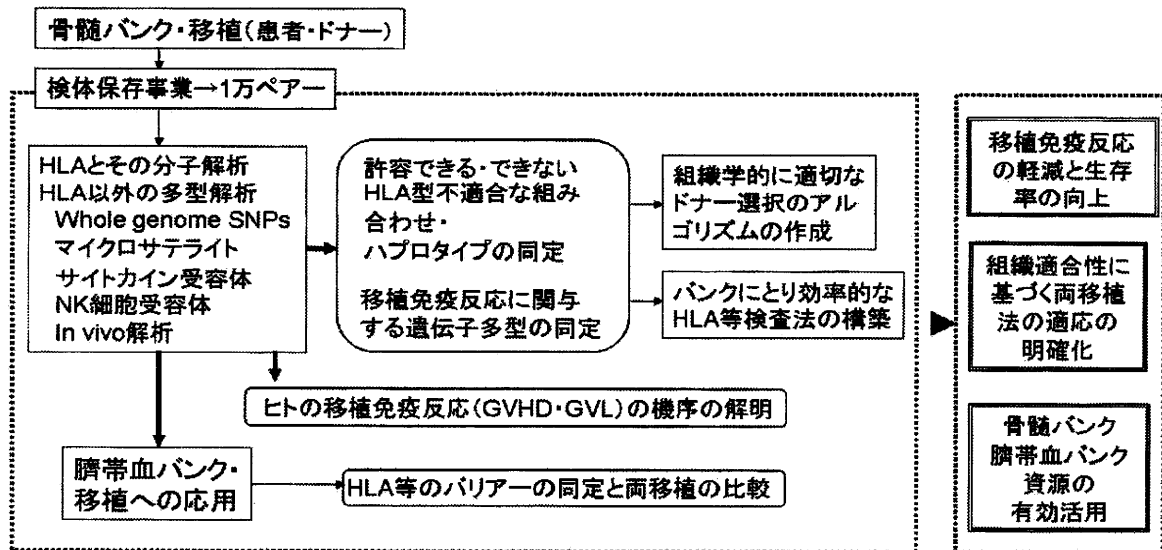 骨髄バンク・移植(患者・ドナー)
検体保存事業→1万ペアー
HLAとその分子解析
HLA以外の多型解析
Whole genome SNPs
マイクロサテライト
サイトカイン受容体
NK細胞受容体
In vivo解析
許容できる・できない
HLA型不適合な組み
合わせ・
ハプロタイプの同定
移植免疫反応に関与
する遺伝子多型の同定
組織学的に適切な
ドナー選択のアル
ゴリズムの作成
バンクにとり効率的な
HLA等検査法の構築
ヒトの移植免疫反応(GVHD・GVL)の機序の解明
臍帯血バンク・
移植への応用
HLA等のバリアーの同定と両移植の比較
移植免疫反応
の軽減と生存
率の向上
組織適合性に
基づく両移植
法の適応の
明確化
骨髄バンク
臍帯血バンク
資源の
有効活用